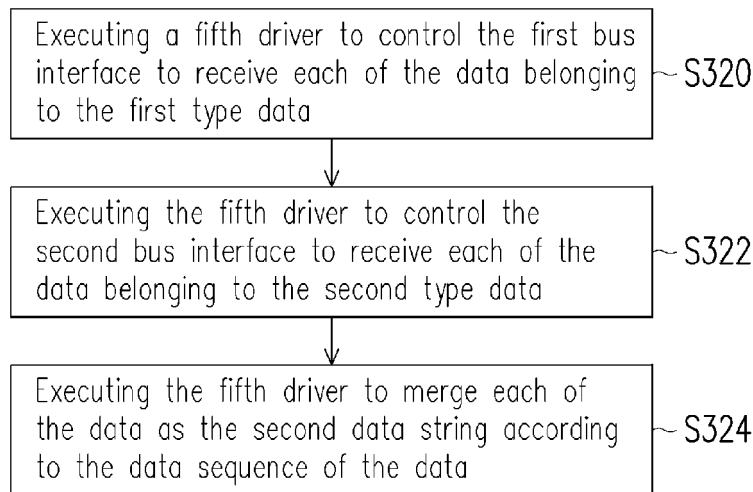 Executing a fifth driver to control the first bus
interface to receive each of the data belonging
to the first type data
S320
Executing the fifth driver to control the
second bus interface to receive each of the
data belonging to the second type data
S322
Executing the fifth driver to merge each of
the data as the second data string according
to the data sequence of the data
S324